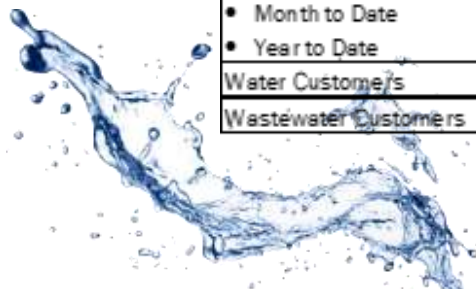 • Month to Date
• Year to Date
Water Customers
Wastewater Customers